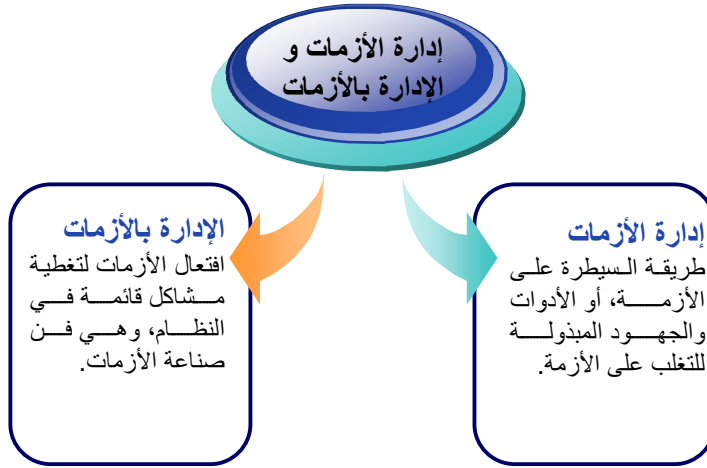 إدارة الأزمات و
الإدارة بالأزمات
إدارة الأزمات
طريقة السيطرة على
الأزمة، أو الأدوات
والجهود المبذولة
للتغلب على الأزمة.
الإدارة بالأزمات
افتعال الأزمات لتغطية
مشاكل قائمة في
النظام، وهي فن
صناعة الأزمات.